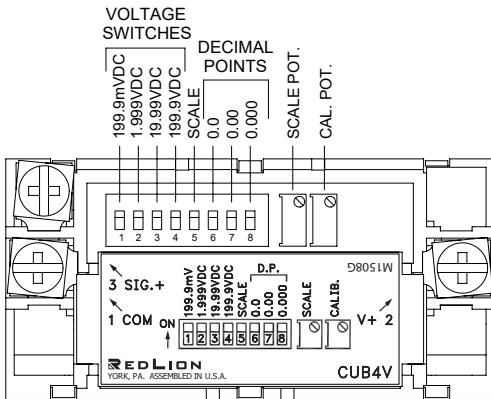 VOLTAGE
SWITCHES
DECIMAL
POINTS
199.9mVDC
1.999VDC
19.99VDC
199.9VDC
SCALE
0.0
0.00
0.000
SCALE POT.
CAL. POT.
1 2 3 4 5 6 7 8
3 SIG.+
1 COM
ON
199.9mV
1.999VDC
19.99VDC
199.9VDC
SCALE
D.P.
0.0
0.00
0.000
SCALE
CALIB.
M1508G
V+ 2
1 2 3 4 5 6 7 8
RED LION
YORK, PA. ASSEMBLED IN U.S.A.
CUB4V